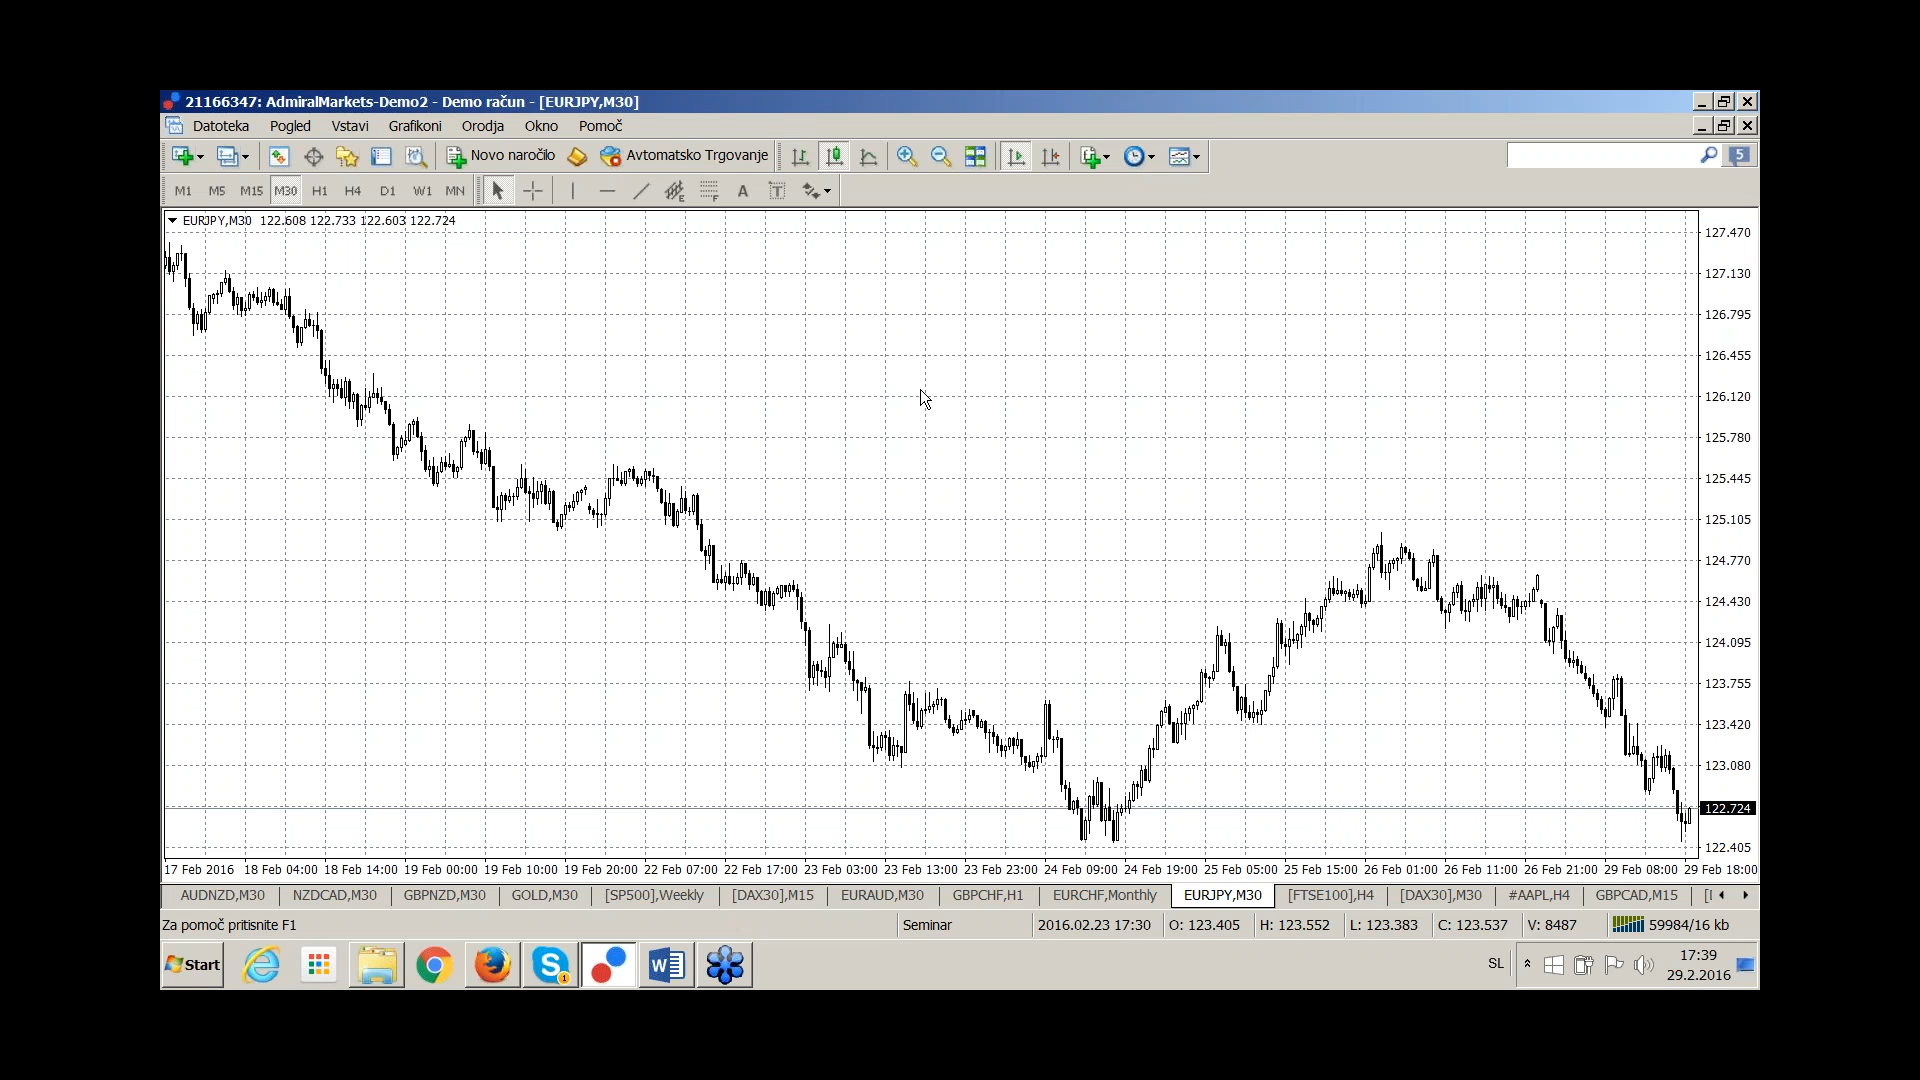 21166347: AdmiralMarkets-Demo2 - Demo račun - [EURJPY,M30]
Datoteka Pogled Vstavi Grafikoni Orodja Okno Pomoč
Novo naročilo Avtomatsko Trgovanje 5
M1 M5 M15 M30 H1 H4 D1 W1 MN E F A T
EURJPY,M30 122.608 122.733 122.603 122.724
127.470
127.130
126.795
126.455
126.120
125.780
125.445
125.105
124.770
124.430
124.095
123.755
123.420
123.080
122.724
122.405
17 Feb 2016 18 Feb 04:00 18 Feb 14:00 19 Feb 00:00 19 Feb 10:00 19 Feb 20:00 22 Feb 07:00 22 Feb 17:00 23 Feb 03:00 23 Feb 13:00 23 Feb 23:00 24 Feb 09:00 24 Feb 19:00 25 Feb 05:00 25 Feb 15:00 26 Feb 01:00 26 Feb 11:00 26 Feb 21:00 29 Feb 08:00 29 Feb 18:00
AUDNZD,M30 NZDCAD,M30 GBPNZD,M30 GOLD,M30 [SP500],Weekly [DAX30],M15 EURAUD,M30 GBPCHF,H1 EURCHF,Monthly EURJPY,M30 [FTSE100],H4 [DAX30],M30 #AAPL,H4 GBPCAD,M15
Za pomoč pritisnite F1 Seminar 2016.02.23 17:30 O: 123.405 H: 123.552 L: 123.383 C: 123.537 V: 8487 59984/16 kb
Start SL 17:39
29.2.2016